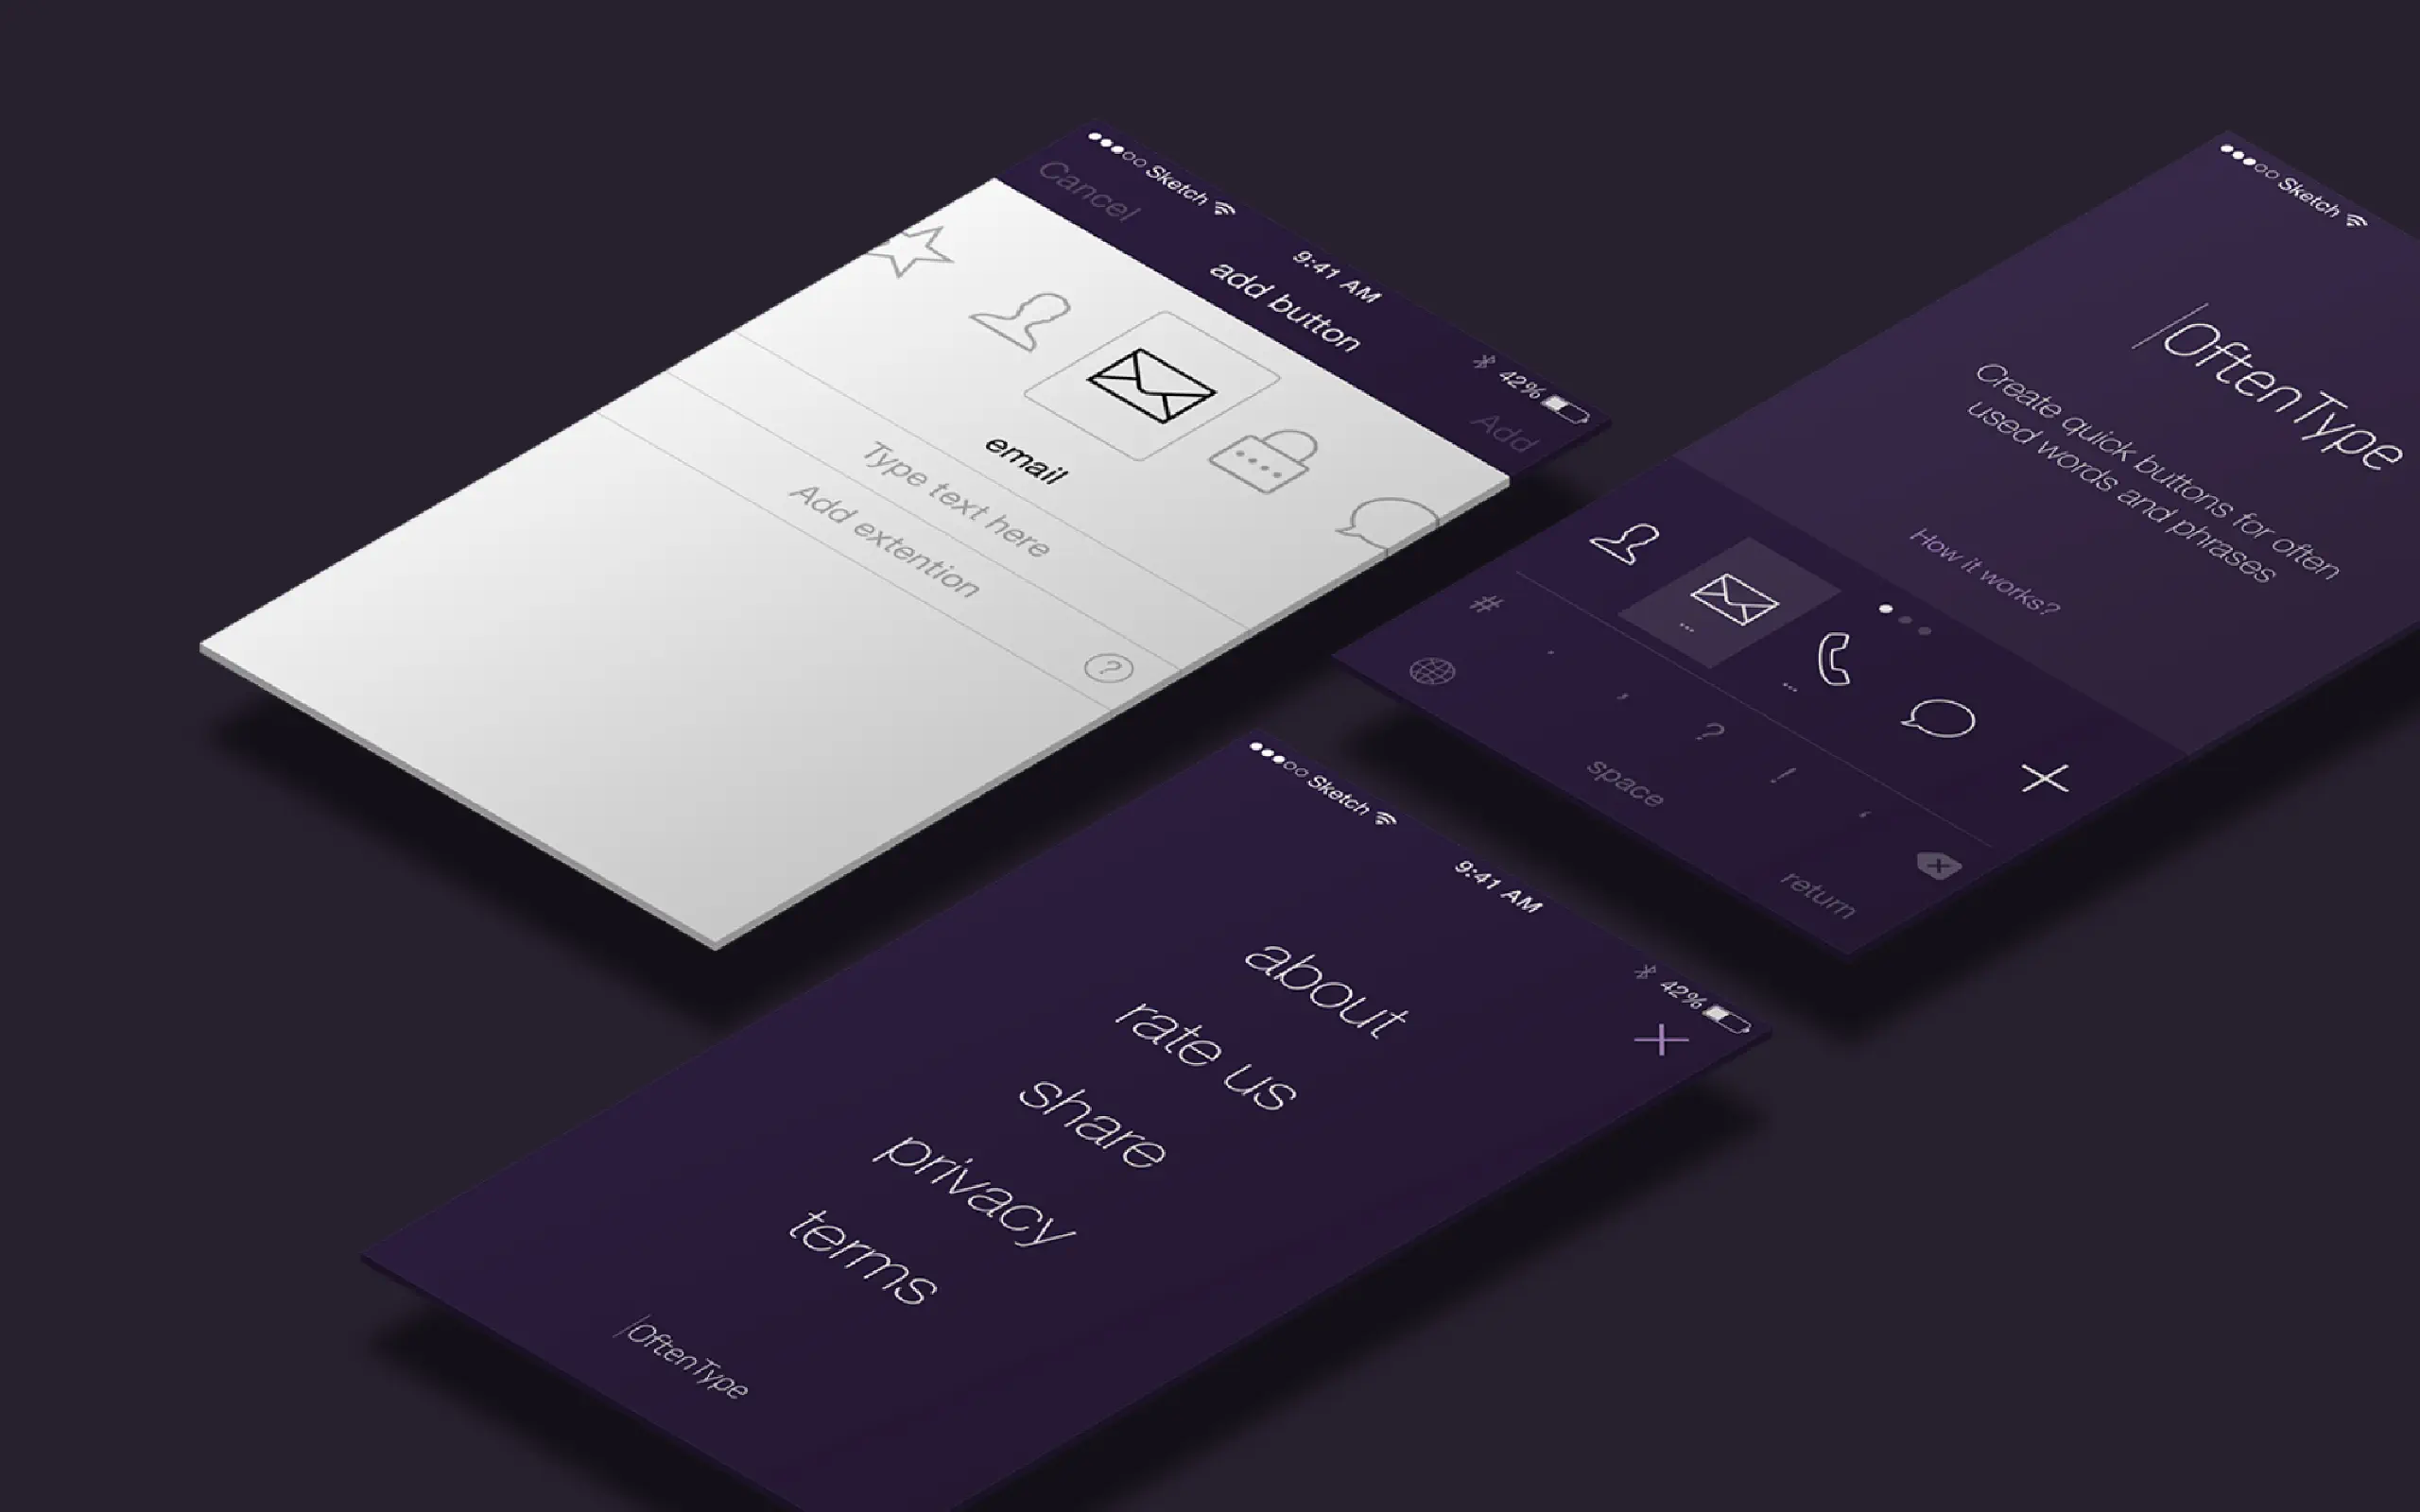 Sketch
9:41 AM
42%
Cancel
add button
Add
email
Type text here
Add extention
?
Sketch
|OftenType
Create quick buttons for often
used words and phrases
How it works?
...
...
# . , ? ! ‘
space
return
Sketch
9:41 AM
42%
about
rate us
share
privacy
terms
|OftenType